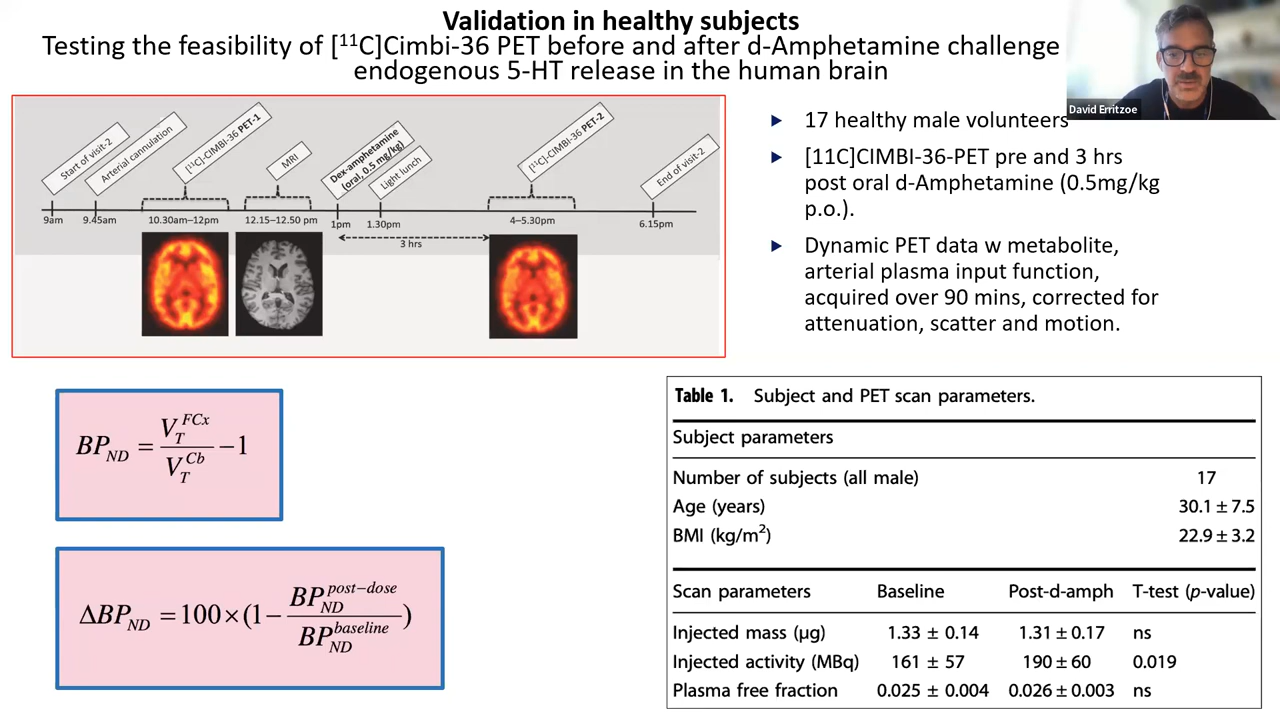 Validation in healthy subjects
Testing the feasibility of [¹¹C]Cimbi-36 PET before and after d-Amphetamine challenge
endogenous 5-HT release in the human brain
David Erritzoe
Start of visit-2
Arterial cannulation
[¹¹C]-CIMBI-36 PET-1
MRI
Dex-amphetamine
(oral, 0.5 mg/kg)
Light lunch
[¹¹C]-CIMBI-36 PET-2
End of visit-2
9am 9.45am 10.30am–12pm 12.15–12.50 pm 1pm 1.30pm 4–5.30pm 6.15pm
3 hrs
17 healthy male volunteers
[11C]CIMBI-36-PET pre and 3 hrs
post oral d-Amphetamine (0.5mg/kg
p.o.).
Dynamic PET data w metabolite,
arterial plasma input function,
acquired over 90 mins, corrected for
attenuation, scatter and motion.
BP_ND = V_T^FCx / V_T^Cb − 1
ΔBP_ND = 100 × (1 − BP_ND^post−dose / BP_ND^baseline)
Table 1. Subject and PET scan parameters.
Subject parameters
Number of subjects (all male) 17
Age (years) 30.1 ± 7.5
BMI (kg/m²) 22.9 ± 3.2
Scan parameters Baseline Post-d-amph T-test (p-value)
Injected mass (μg) 1.33 ± 0.14 1.31 ± 0.17 ns
Injected activity (MBq) 161 ± 57 190 ± 60 0.019
Plasma free fraction 0.025 ± 0.004 0.026 ± 0.003 ns